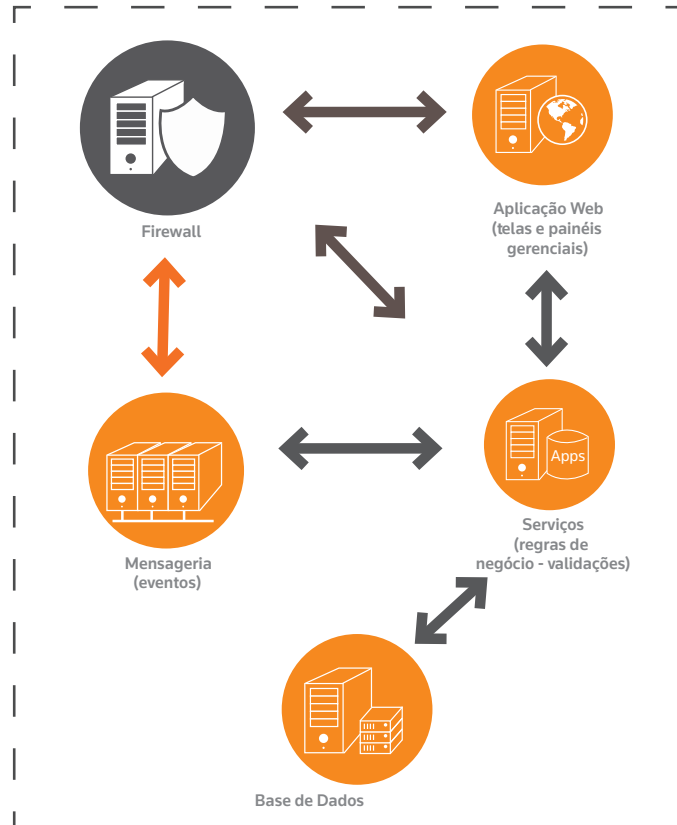 Firewall
Aplicação Web
(telas e painéis
gerenciais)
Mensageria
(eventos)
Apps
Serviços
(regras de
negócio - validações)
Base de Dados